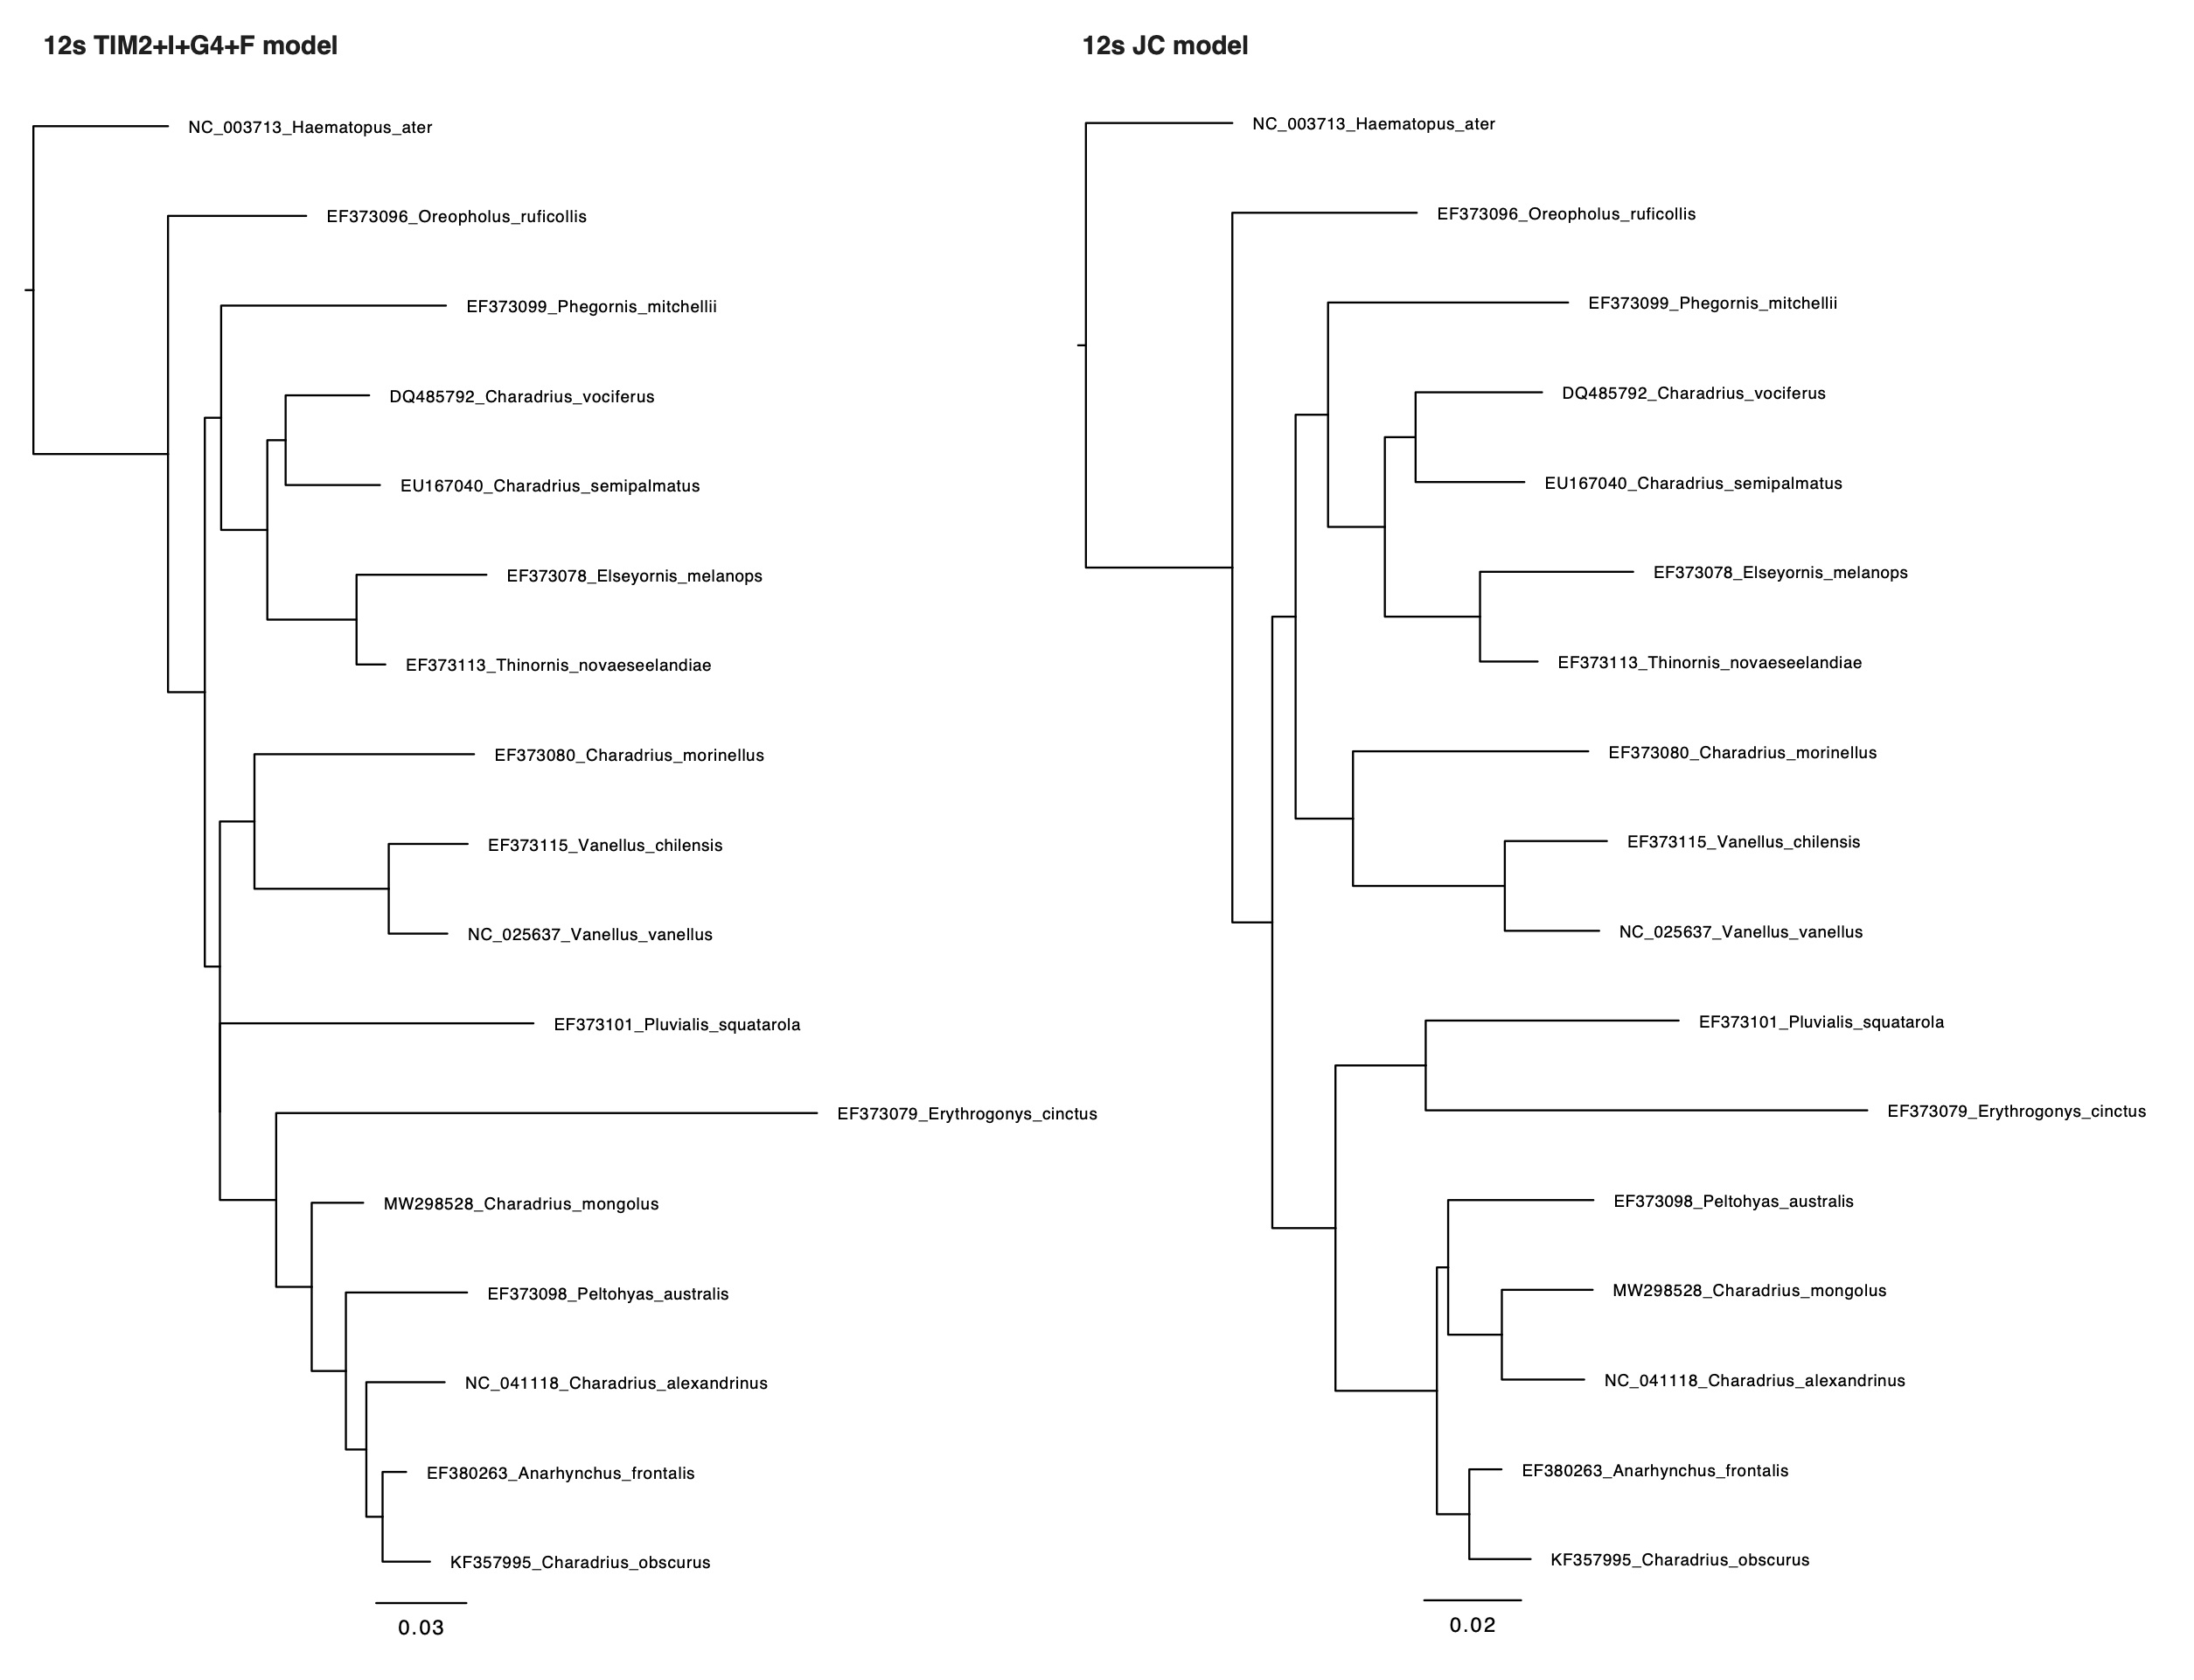 12s TIM2+I+G4+F model
NC_003713_Haematopus_ater
EF373096_Oreopholus_ruficollis
EF373099_Phegornis_mitchellii
DQ485792_Charadrius_vociferus
EU167040_Charadrius_semipalmatus
EF373078_Elseyornis_melanops
EF373113_Thinornis_novaeseelandiae
EF373080_Charadrius_morinellus
EF373115_Vanellus_chilensis
NC_025637_Vanellus_vanellus
EF373101_Pluvialis_squatarola
EF373079_Erythrogonys_cinctus
MW298528_Charadrius_mongolus
EF373098_Peltohyas_australis
NC_041118_Charadrius_alexandrinus
EF380263_Anarhynchus_frontalis
KF357995_Charadrius_obscurus
0.03
12s JC model
NC_003713_Haematopus_ater
EF373096_Oreopholus_ruficollis
EF373099_Phegornis_mitchellii
DQ485792_Charadrius_vociferus
EU167040_Charadrius_semipalmatus
EF373078_Elseyornis_melanops
EF373113_Thinornis_novaeseelandiae
EF373080_Charadrius_morinellus
EF373115_Vanellus_chilensis
NC_025637_Vanellus_vanellus
EF373101_Pluvialis_squatarola
EF373079_Erythrogonys_cinctus
EF373098_Peltohyas_australis
MW298528_Charadrius_mongolus
NC_041118_Charadrius_alexandrinus
EF380263_Anarhynchus_frontalis
KF357995_Charadrius_obscurus
0.02